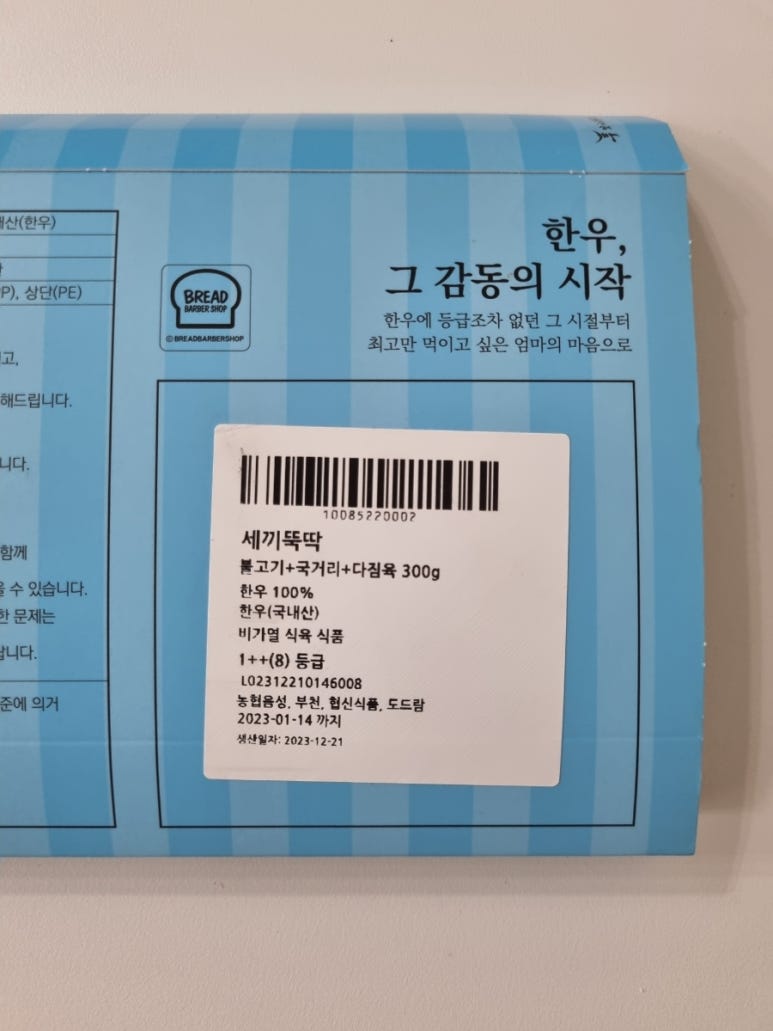 산(한우)
P), 상단(PE)
고,
해드립니다.
니다.
함께
수 있습니다.
한 문제는
합니다.
준에 의거
BREAD
BARBER SHOP
©BREADBARBERSHOP
한우,
그 감동의 시작
한우에 등급조차 없던 그 시절부터
최고만 먹이고 싶은 엄마의 마음으로
10085220002
세끼뚝딱
불고기+국거리+다짐육 300g
한우 100%
한우(국내산)
비가열 식육 식품
1++(8) 등급
L02312210146008
농협음성, 부천, 협신식품, 도드람
2023-01-14 까지
생산일자: 2023-12-21